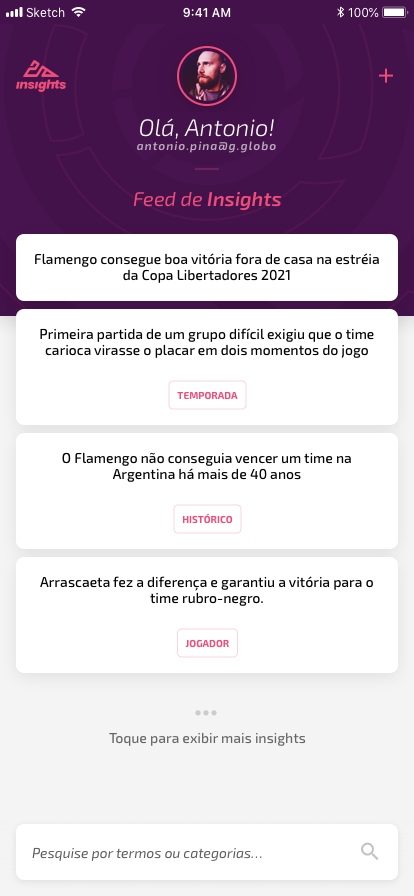 Sketch
9:41 AM
100%
insights
+
Olá, Antonio!
antonio.pina@g.globo
Feed de Insights
Flamengo consegue boa vitória fora de casa na estréia
da Copa Libertadores 2021
Primeira partida de um grupo difícil exigiu que o time
carioca virasse o placar em dois momentos do jogo
TEMPORADA
O Flamengo não conseguia vencer um time na
Argentina há mais de 40 anos
HISTÓRICO
Arrascaeta fez a diferença e garantiu a vitória para o
time rubro-negro.
JOGADOR
Toque para exibir mais insights
Pesquise por termos ou categorias...